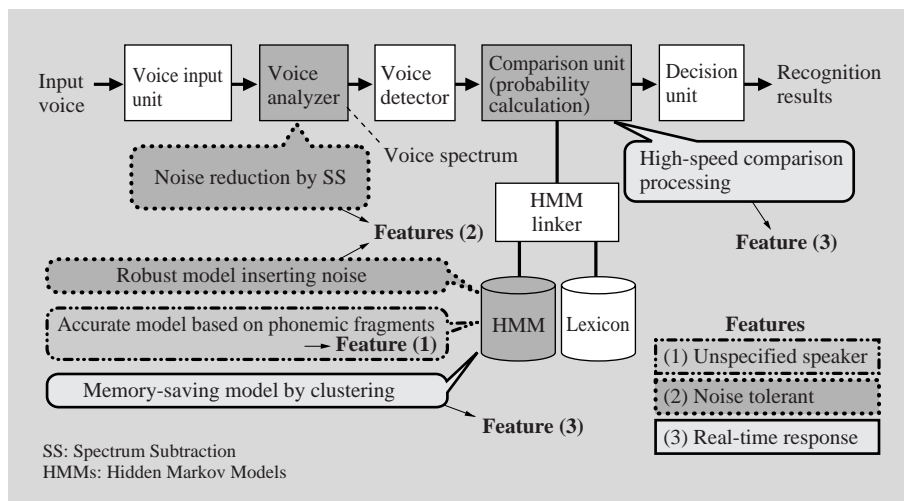 Input
voice
Voice input
unit
Voice
analyzer
Voice
detector
Comparison unit
(probability
calculation)
Decision
unit
Recognition
results
Voice spectrum
Noise reduction by SS
High-speed comparison
processing
HMM
linker
Features (2)
Feature (3)
Robust model inserting noise
Accurate model based on phonemic fragments
Feature (1)
HMM
Lexicon
Memory-saving model by clustering
Feature (3)
Features
(1) Unspecified speaker
(2) Noise tolerant
(3) Real-time response
SS: Spectrum Subtraction
HMMs: Hidden Markov Models